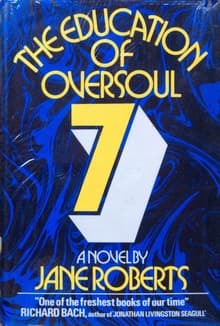 THE EDUCATION
OF
OVERSOUL
7
A NOVEL BY
JANE ROBERTS
"One of the freshest books of our time"
RICHARD BACH, author of JONATHAN LIVINGSTON SEAGULL